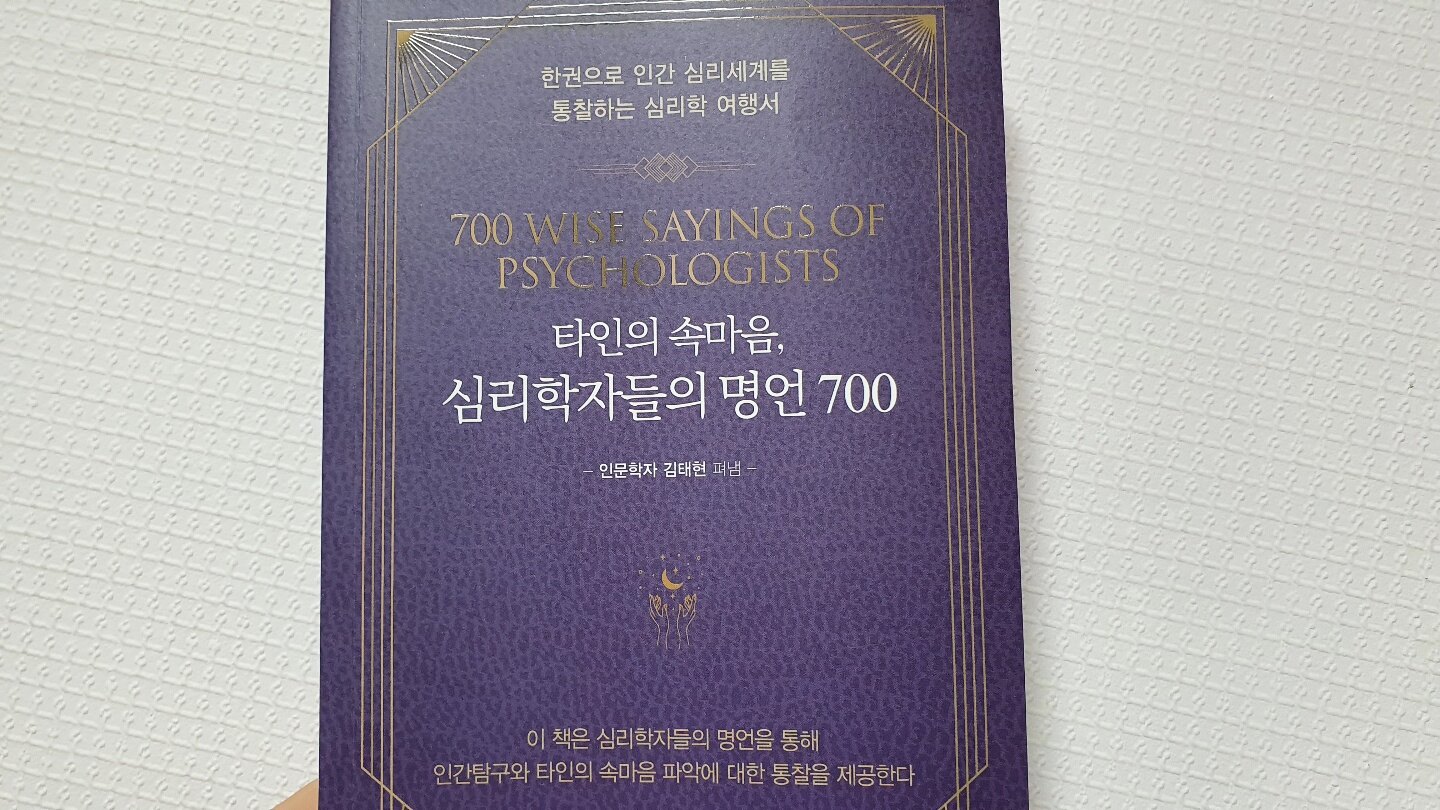 한권으로 인간 심리세계를
통찰하는 심리학 여행서
700 WISE SAYINGS OF
PSYCHOLOGISTS
타인의 속마음,
심리학자들의 명언 700
– 인문학자 김태현 펴냄 –
이 책은 심리학자들의 명언을 통해
인간탐구와 타인의 속마음 파악에 대한 통찰을 제공한다